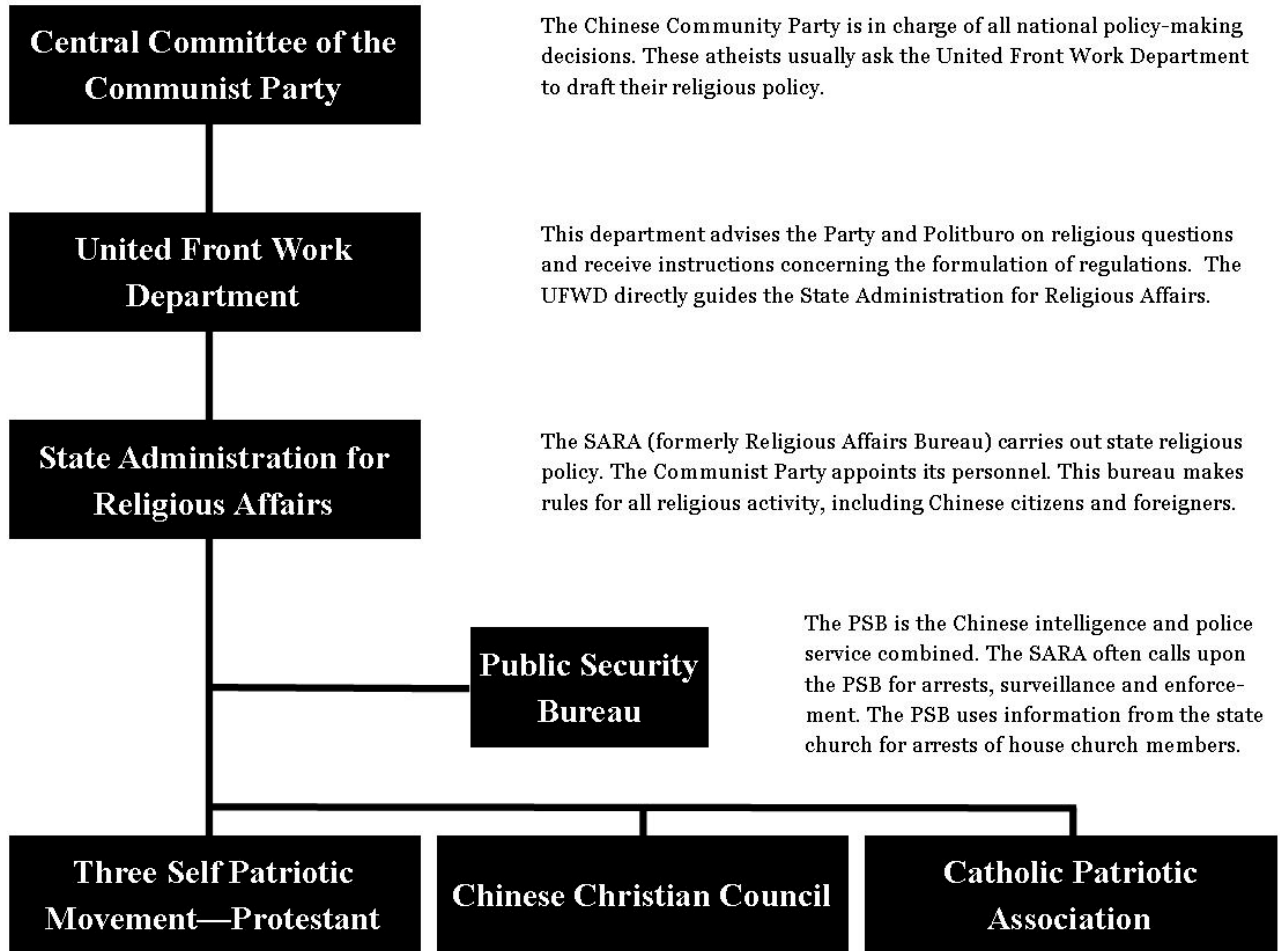 Central Committee of the
Communist Party
The Chinese Community Party is in charge of all national policy-making
decisions. These atheists usually ask the United Front Work Department
to draft their religious policy.
United Front Work
Department
This department advises the Party and Politburo on religious questions
and receive instructions concerning the formulation of regulations.  The
UFWD directly guides the State Administration for Religious Affairs.
State Administration for
Religious Affairs
The SARA (formerly Religious Affairs Bureau) carries out state religious
policy. The Communist Party appoints its personnel. This bureau makes
rules for all religious activity, including Chinese citizens and foreigners.
Public Security
Bureau
The PSB is the Chinese intelligence and police
service combined. The SARA often calls upon
the PSB for arrests, surveillance and enforce-
ment. The PSB uses information from the state
church for arrests of house church members.
Three Self Patriotic
Movement—Protestant
Chinese Christian Council
Catholic Patriotic
Association